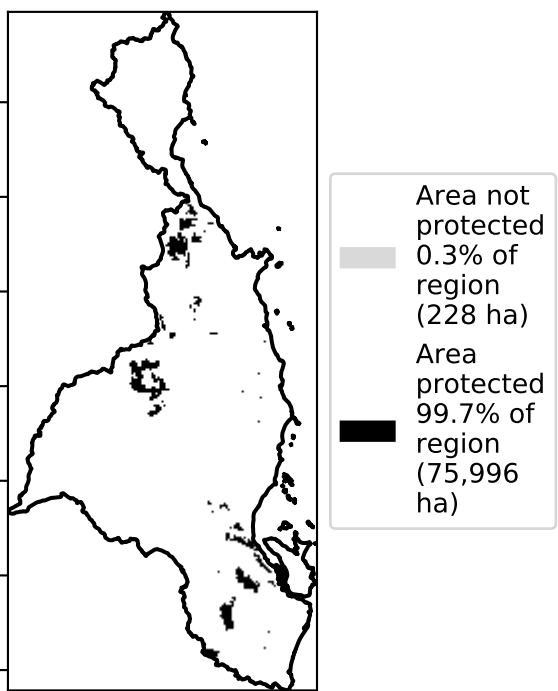 Area not
protected
0.3% of
region
(228 ha)
Area
protected
99.7% of
region
(75,996
ha)